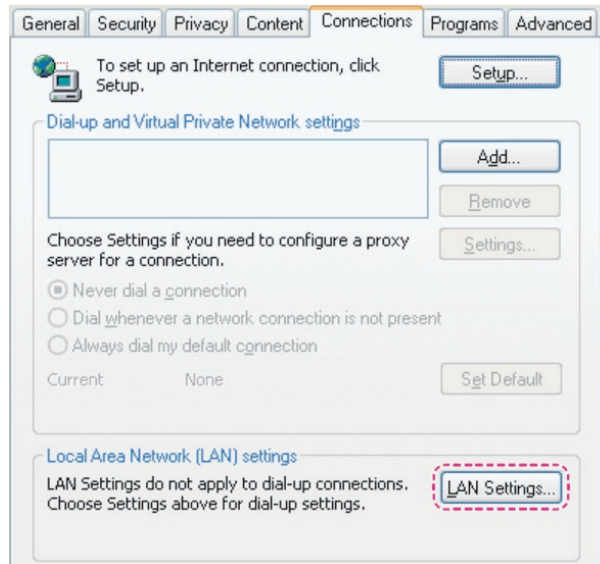 General Security Privacy Content Connections Programs Advanced
To set up an Internet connection, click
Setup.
Setup...
Dial-up and Virtual Private Network settings
Add...
Remove
Choose Settings if you need to configure a proxy
server for a connection.
Settings...
Never dial a connection
Dial whenever a network connection is not present
Always dial my default connection
Current None
Set Default
Local Area Network (LAN) settings
LAN Settings do not apply to dial-up connections.
Choose Settings above for dial-up settings.
LAN Settings...